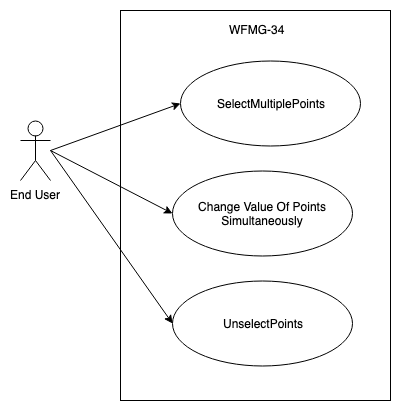 WFMG-34
SelectMultiplePoints
End User
Change Value Of Points
Simultaneously
UnselectPoints